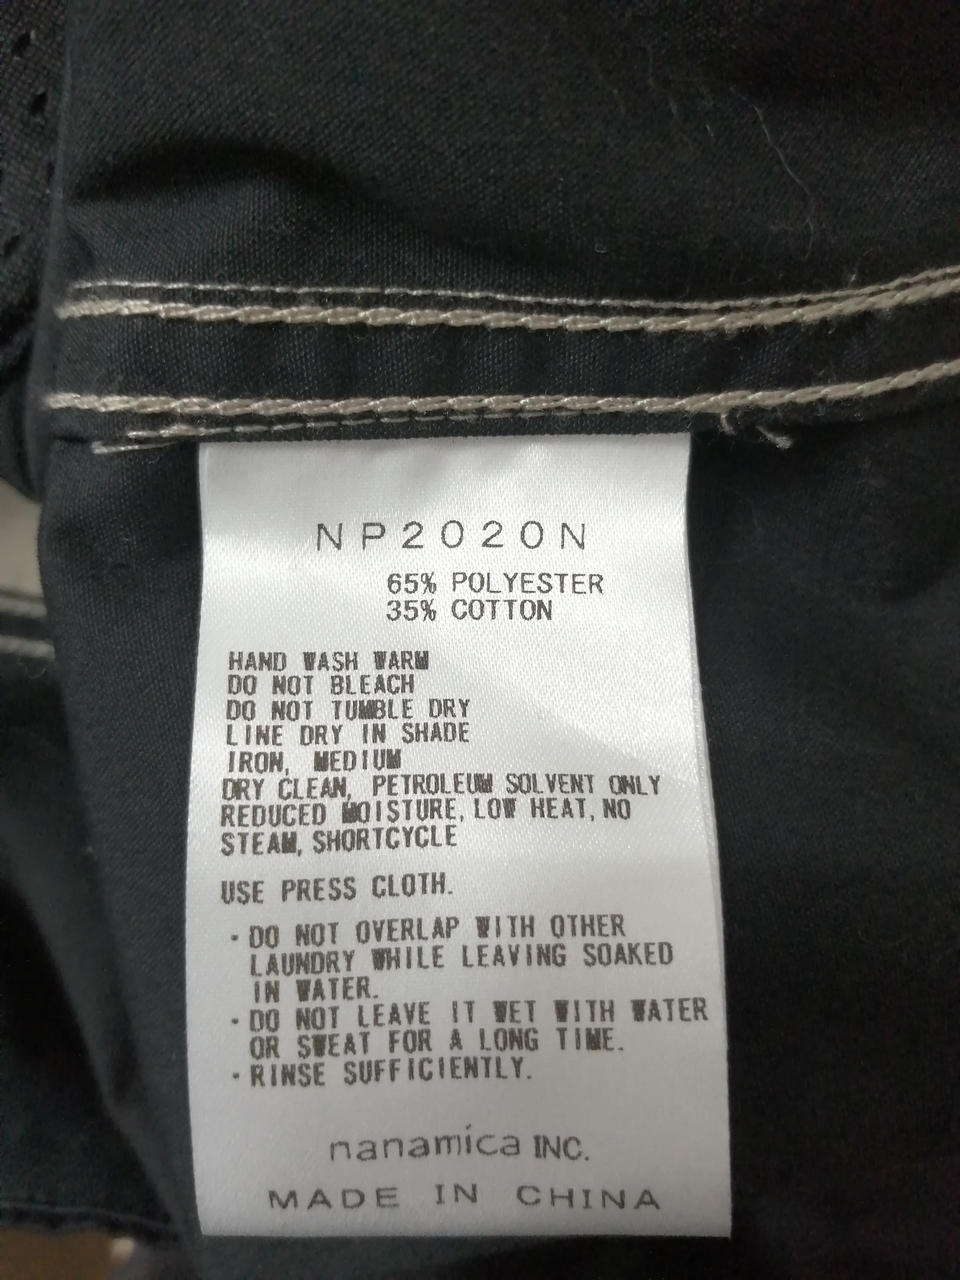 NP2020N
65% POLYESTER
35% COTTON
HAND WASH WARM
DO NOT BLEACH
DO NOT TUMBLE DRY
LINE DRY IN SHADE
IRON, MEDIUM
DRY CLEAN, PETROLEUM SOLVENT ONLY
REDUCED MOISTURE, LOW HEAT, NO
STEAM, SHORTCYCLE
USE PRESS CLOTH.
・DO NOT OVERLAP WITH OTHER
LAUNDRY WHILE LEAVING SOAKED
IN WATER.
・DO NOT LEAVE IT WET WITH WATER
OR SWEAT FOR A LONG TIME.
・RINSE SUFFICIENTLY.
nanamica INC.
MADE IN CHINA